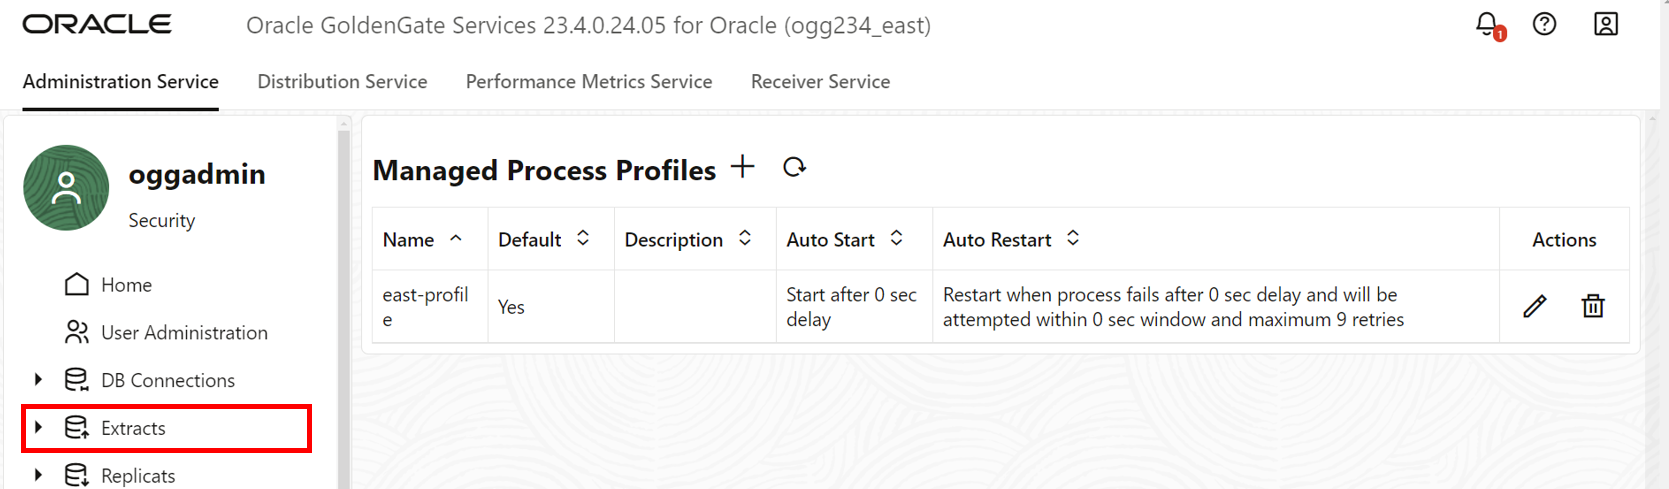 ORACLE Oracle GoldenGate Services 23.4.0.24.05 for Oracle (ogg234_east) 1
Administration Service Distribution Service Performance Metrics Service Receiver Service
oggadmin
Security
Home
User Administration
DB Connections
Extracts
Replicats
Managed Process Profiles
Name Default Description Auto Start Auto Restart Actions
east-profil
e
Yes
Start after 0 sec
delay
Restart when process fails after 0 sec delay and will be
attempted within 0 sec window and maximum 9 retries